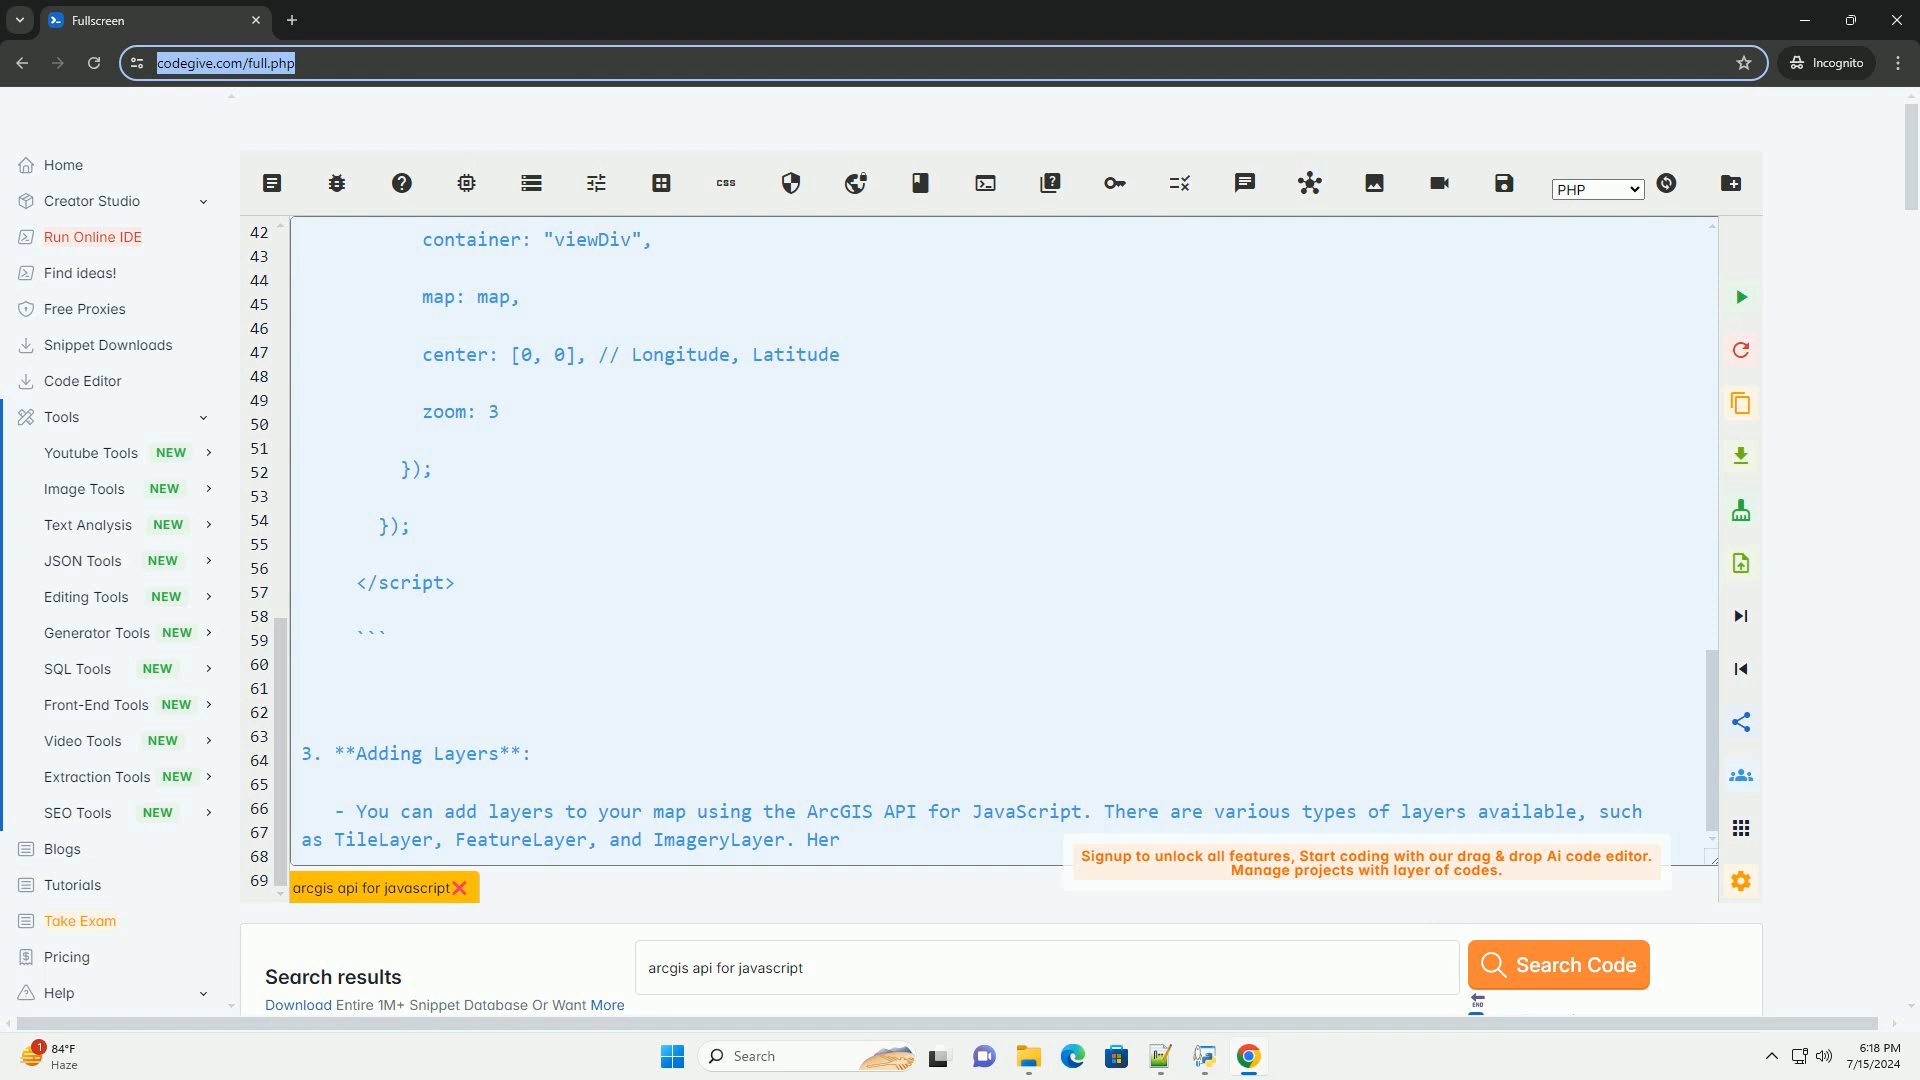 Fullscreen
codegive.com/full.php
Incognito
Home
Creator Studio
Run Online IDE
Find ideas!
Free Proxies
Snippet Downloads
Code Editor
Tools
Youtube Tools NEW
Image Tools NEW
Text Analysis NEW
JSON Tools NEW
Editing Tools NEW
Generator Tools NEW
SQL Tools NEW
Front-End Tools NEW
Video Tools NEW
Extraction Tools NEW
SEO Tools NEW
Blogs
Tutorials
Take Exam
Pricing
Help
css
PHP
42
43
44
45
46
47
48
49
50
51
52
53
54
55
56
57
58
59
60
61
62
63
64
65
66
67
68
69
container: "viewDiv",
map: map,
center: [0, 0], // Longitude, Latitude
zoom: 3
});
});
</script>
```
3. **Adding Layers**:
- You can add layers to your map using the ArcGIS API for JavaScript. There are various types of layers available, such
as TileLayer, FeatureLayer, and ImageryLayer. Her
Signup to unlock all features, Start coding with our drag & drop Ai code editor.
Manage projects with layer of codes.
arcgis api for javascript❌
Search results
Download Entire 1M+ Snippet Database Or Want More
arcgis api for javascript
Search Code
END
1
84°F
Haze
Search
6:18 PM
7/15/2024